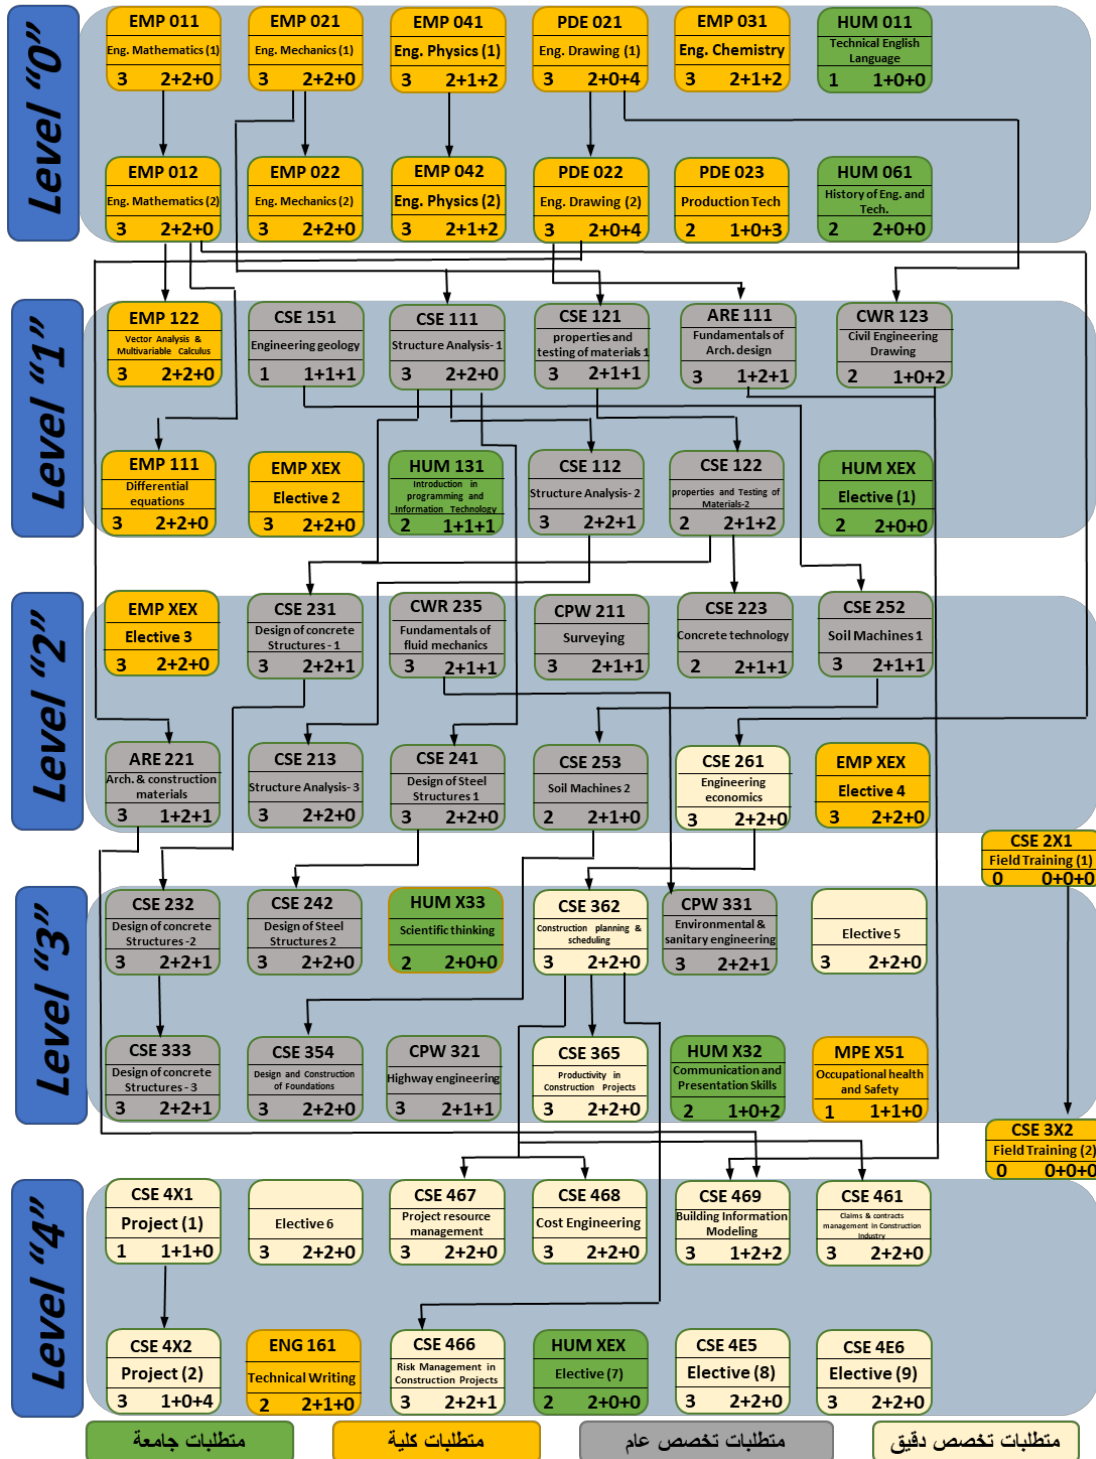 Level “0”
EMP 011
Eng. Mathematics (1)
3 2+2+0
EMP 021
Eng. Mechanics (1)
3 2+2+0
EMP 041
Eng. Physics (1)
3 2+1+2
PDE 021
Eng. Drawing (1)
3 2+0+4
EMP 031
Eng. Chemistry
3 2+1+2
HUM 011
Technical English
Language
1 1+0+0
EMP 012
Eng. Mathematics (2)
3 2+2+0
EMP 022
Eng. Mechanics (2)
3 2+2+0
EMP 042
Eng. Physics (2)
3 2+1+2
PDE 022
Eng. Drawing (2)
3 2+0+4
PDE 023
Production Tech
2 1+0+3
HUM 061
History of Eng. and
Tech.
2 2+0+0
Level “1”
EMP 122
Vector Analysis &
Multivariable Calculus
3 2+2+0
CSE 151
Engineering geology
1 1+1+1
CSE 111
Structure Analysis- 1
3 2+2+0
CSE 121
properties and
testing of materials 1
3 2+1+1
ARE 111
Fundamentals of
Arch. design
3 1+2+1
CWR 123
Civil Engineering
Drawing
2 1+0+2
EMP 111
Differential
equations
3 2+2+0
EMP XEX
Elective 2
3 2+2+0
HUM 131
Introduction in
programming and
Information Technology
2 1+1+1
CSE 112
Structure Analysis- 2
3 2+2+1
CSE 122
properties and Testing of
Materials-2
2 2+1+2
HUM XEX
Elective (1)
2 2+0+0
Level “2”
EMP XEX
Elective 3
3 2+2+0
CSE 231
Design of concrete
Structures - 1
3 2+2+1
CWR 235
Fundamentals of
fluid mechanics
3 2+1+1
CPW 211
Surveying
3 2+1+1
CSE 223
Concrete technology
2 2+1+1
CSE 252
Soil Machines 1
3 2+1+1
ARE 221
Arch. & construction
materials
3 1+2+1
CSE 213
Structure Analysis- 3
3 2+2+0
CSE 241
Design of Steel
Structures 1
3 2+2+0
CSE 253
Soil Machines 2
2 2+1+0
CSE 261
Engineering
economics
3 2+2+0
EMP XEX
Elective 4
3 2+2+0
CSE 2X1
Field Training (1)
0 0+0+0
Level “3”
CSE 232
Design of concrete
Structures -2
3 2+2+1
CSE 242
Design of Steel
Structures 2
3 2+2+0
HUM X33
Scientific thinking
2 2+0+0
CSE 362
Construction planning &
scheduling
3 2+2+0
CPW 331
Environmental &
sanitary engineering
3 2+2+1
Elective 5
3 2+2+0
CSE 333
Design of concrete
Structures - 3
3 2+2+1
CSE 354
Design and Construction
of Foundations
3 2+2+0
CPW 321
Highway engineering
3 2+1+1
CSE 365
Productivity in
Construction Projects
3 2+2+0
HUM X32
Communication and
Presentation Skills
2 1+0+2
MPE X51
Occupational health
and Safety
1 1+1+0
CSE 3X2
Field Training (2)
0 0+0+0
Level “4”
CSE 4X1
Project (1)
1 1+1+0
Elective 6
3 2+2+0
CSE 467
Project resource
management
3 2+2+0
CSE 468
Cost Engineering
3 2+2+0
CSE 469
Building Information
Modeling
3 1+2+2
CSE 461
Claims & contracts
management in Construction
Industry
3 2+2+0
CSE 4X2
Project (2)
3 1+0+4
ENG 161
Technical Writing
2 2+1+0
CSE 466
Risk Management in
Construction Projects
3 2+2+1
HUM XEX
Elective (7)
2 2+0+0
CSE 4E5
Elective (8)
3 2+2+0
CSE 4E6
Elective (9)
3 2+2+0
متطلبات جامعة
متطلبات كلية
متطلبات تخصص عام
متطلبات تخصص دقيق